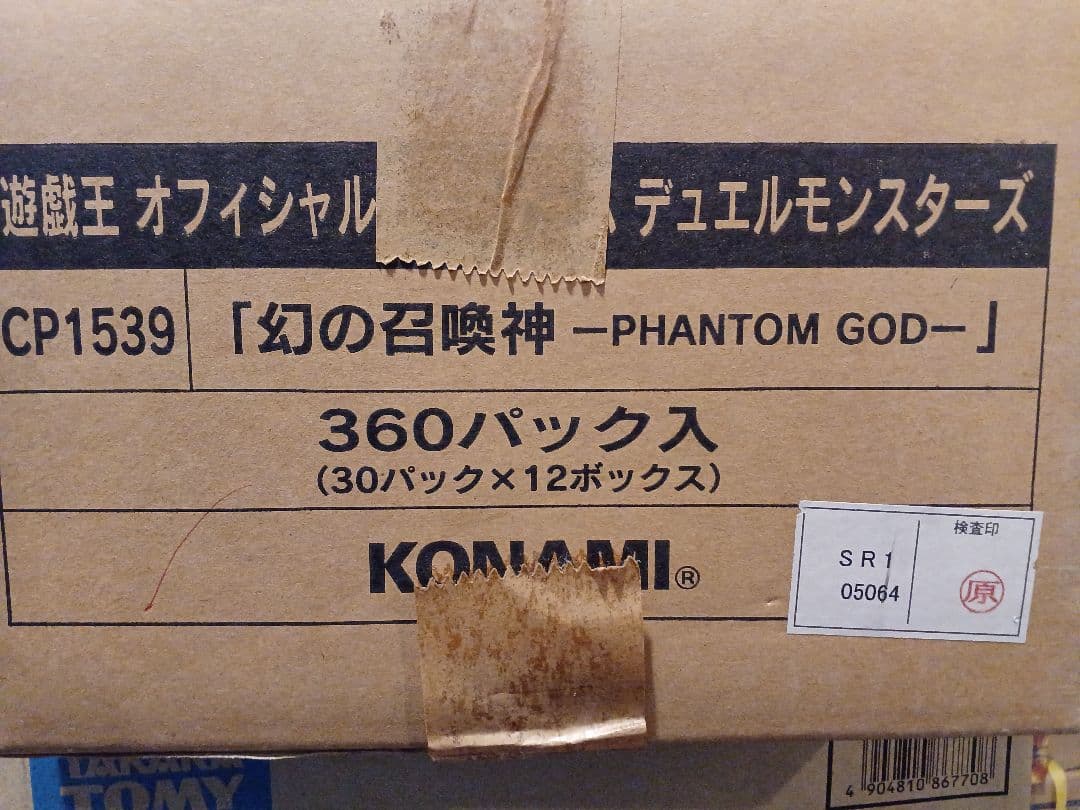 遊戯王 オフィシャル ム デュエルモンスターズ
CP1539 「幻の召喚神 －PHANTOM GOD－」
360パック入
(30パック×12ボックス)
KONAMI®
検査印
SR1
05064
原
TAKARA
TOMY
4 904810 867708